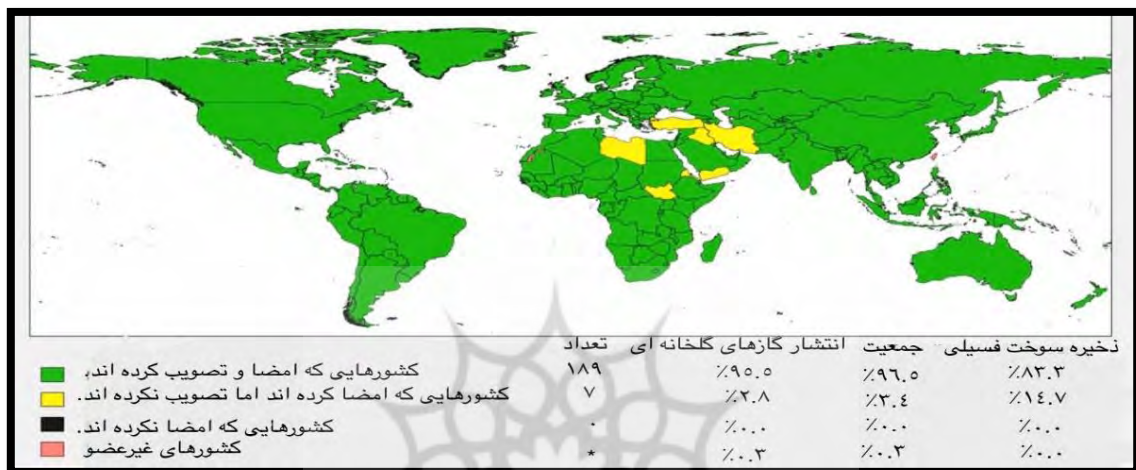 تعداد انتشار گازهای گلخانه ای جمعیت ذخیره سوخت فسیلی
کشورهایی که امضا و تصویب کرده اند، ۱۸۹ ٪۹۵.۵ ٪۹۶.۵ ٪۸۳.۳
کشورهایی که امضا کرده اند اما تصویب نکرده اند. ۷ ٪۲.۸ ٪۳.٤ ٪۱٤.۷
کشورهایی که امضا نکرده اند. ۰ ٪۰.۰ ٪۰.۰ ٪۰.۰
کشورهای غیرعضو * ٪۰.۳ ٪۰.۳ ٪۰.۰